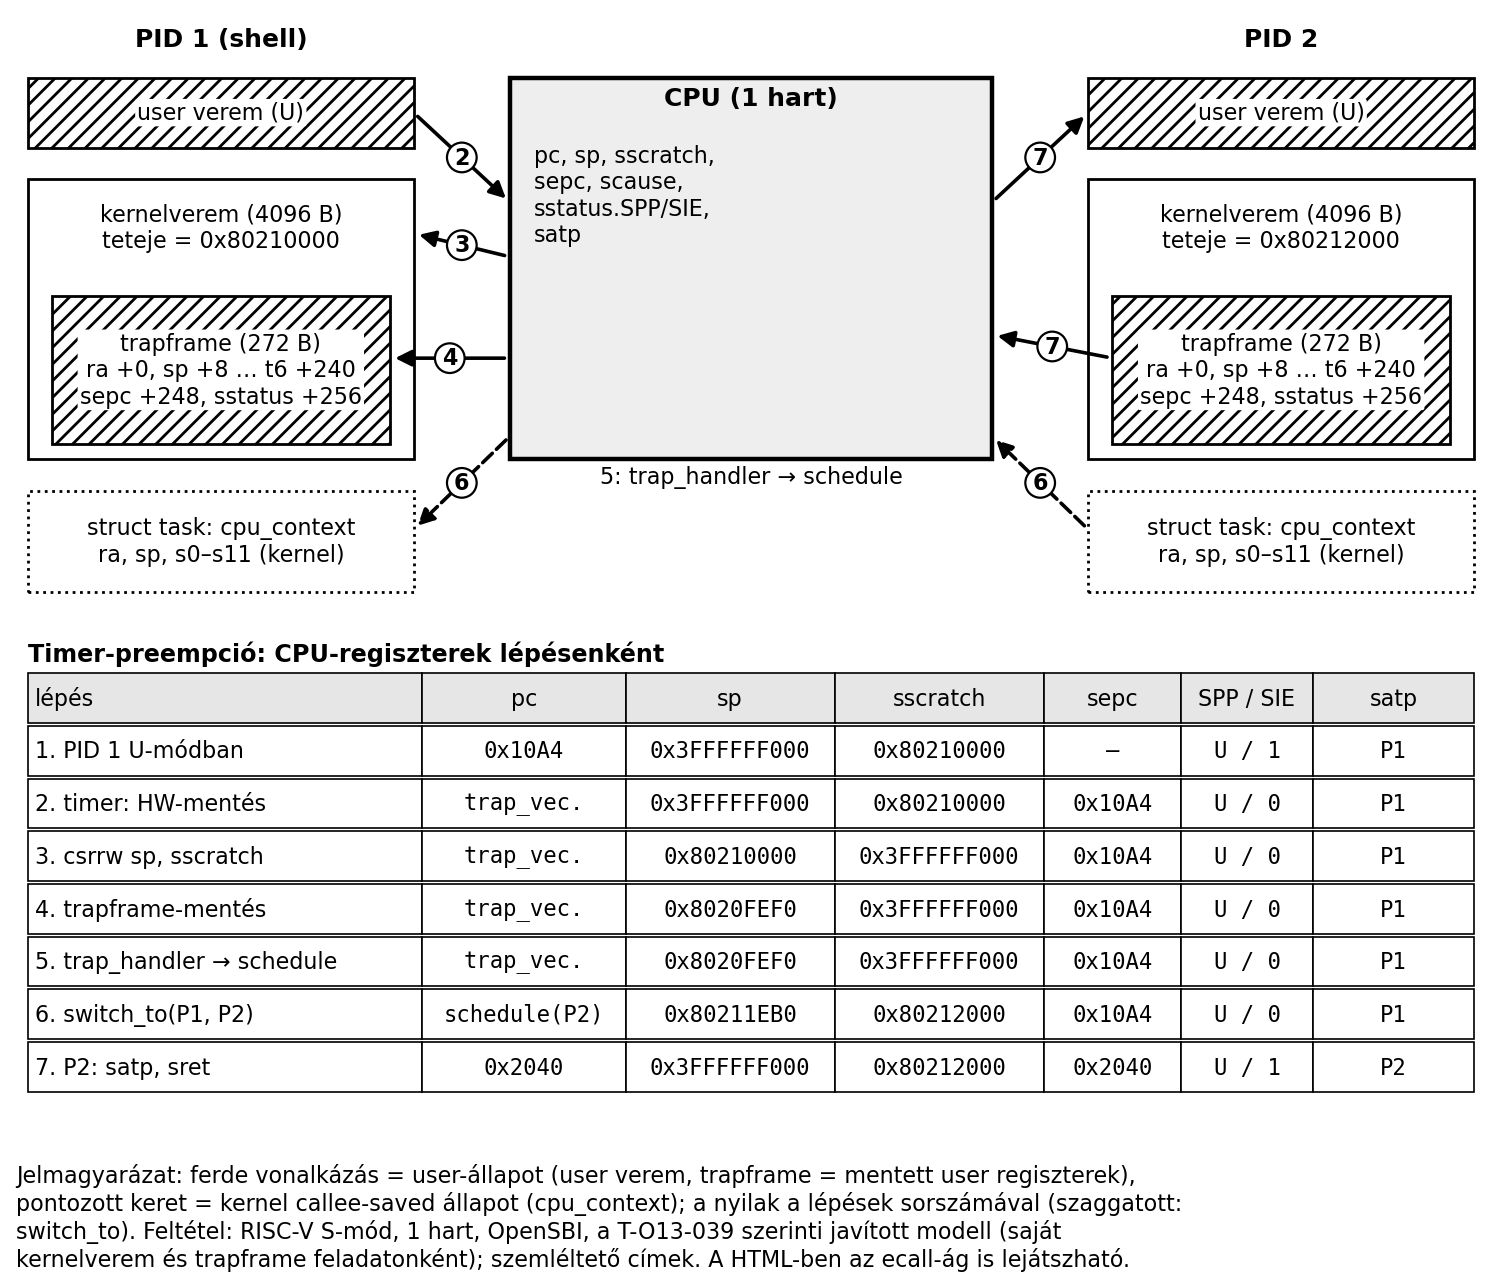 PID 1 (shell)
PID 2
user verem (U)
CPU (1 hart)
user verem (U)
pc, sp, sscratch,
sepc, scause,
sstatus.SPP/SIE,
satp
2
7
kernelverem (4096 B)
teteje = 0x80210000
3
kernelverem (4096 B)
teteje = 0x80212000
trapframe (272 B)
ra +0, sp +8 … t6 +240
sepc +248, sstatus +256
4
7
trapframe (272 B)
ra +0, sp +8 … t6 +240
sepc +248, sstatus +256
5: trap_handler → schedule
6
6
struct task: cpu_context
ra, sp, s0–s11 (kernel)
struct task: cpu_context
ra, sp, s0–s11 (kernel)
Timer-preempció: CPU-regiszterek lépésenként
lépés pc sp sscratch sepc SPP / SIE satp
1. PID 1 U-módban 0x10A4 0x3FFFFFF000 0x80210000 — U / 1 P1
2. timer: HW-mentés trap_vec. 0x3FFFFFF000 0x80210000 0x10A4 U / 0 P1
3. csrrw sp, sscratch trap_vec. 0x80210000 0x3FFFFFF000 0x10A4 U / 0 P1
4. trapframe-mentés trap_vec. 0x8020FEF0 0x3FFFFFF000 0x10A4 U / 0 P1
5. trap_handler → schedule trap_vec. 0x8020FEF0 0x3FFFFFF000 0x10A4 U / 0 P1
6. switch_to(P1, P2) schedule(P2) 0x80211EB0 0x80212000 0x10A4 U / 0 P1
7. P2: satp, sret 0x2040 0x3FFFFFF000 0x80212000 0x2040 U / 1 P2
Jelmagyarázat: ferde vonalkázás = user-állapot (user verem, trapframe = mentett user regiszterek),
pontozott keret = kernel callee-saved állapot (cpu_context); a nyilak a lépések sorszámával (szaggatott:
switch_to). Feltétel: RISC-V S-mód, 1 hart, OpenSBI, a T-O13-039 szerinti javított modell (saját
kernelverem és trapframe feladatonként); szemléltető címek. A HTML-ben az ecall-ág is lejátszható.